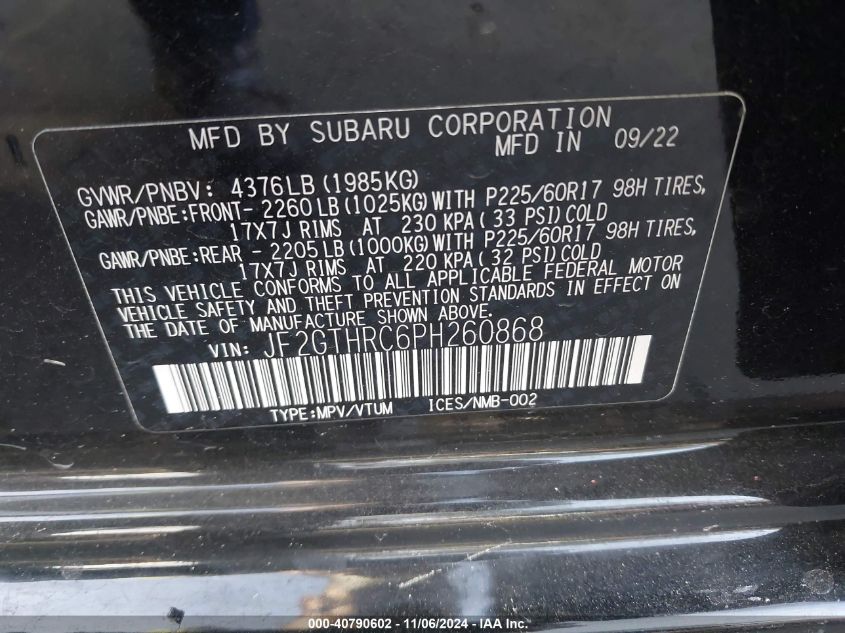 MFD BY SUBARU CORPORATION
MFD IN 09/22
GVWR/PNBV: 4376LB (1985KG)
GAWR/PNBE:FRONT- 2260LB (1025KG) WITH P225/60R17 98H TIRES,
17X7J RIMS AT 230 KPA( 33 PSI) COLD
GAWR/PNBE:REAR - 2205LB (1000KG) WITH P225/60R17 98H TIRES,
17X7J RIMS AT 220 KPA( 32 PSI) COLD
THIS VEHICLE CONFORMS TO ALL APPLICABLE FEDERAL MOTOR
VEHICLE SAFETY AND THEFT PREVENTION STANDARDS IN EFFECT ON
THE DATE OF MANUFACTURE SHOWN ABOVE.
VIN: JF2GTHRC6PH260868
TYPE:MPV/VTUM ICES/NMB-002
000-40790602 - 11/06/2024 - IAA Inc.